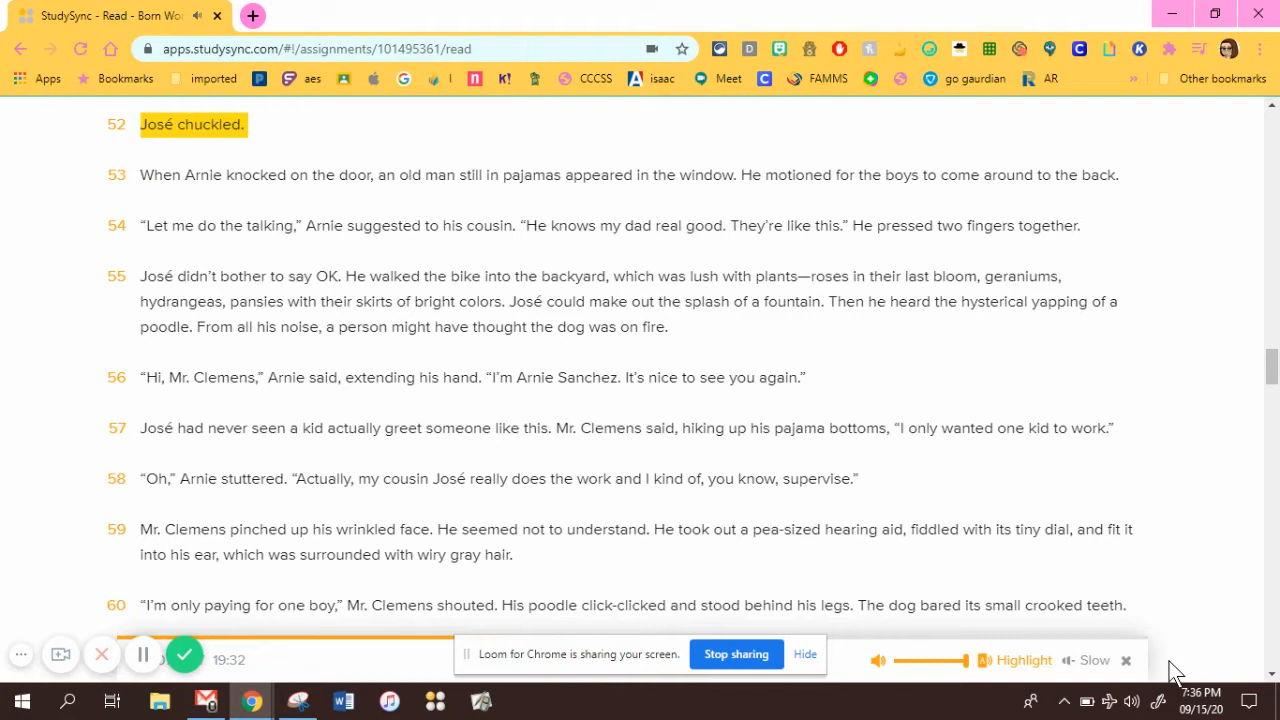 StudySync - Read - Born Wo
apps.studysync.com/#!/assignments/101495361/read
Apps Bookmarks imported aes CCCSS isaac Meet FAMMS go gaurdian AR » Other bookmarks
52 José chuckled.
53 When Arnie knocked on the door, an old man still in pajamas appeared in the window. He motioned for the boys to come around to the back.
54 “Let me do the talking,” Arnie suggested to his cousin. “He knows my dad real good. They’re like this.” He pressed two fingers together.
55 José didn’t bother to say OK. He walked the bike into the backyard, which was lush with plants—roses in their last bloom, geraniums,
hydrangeas, pansies with their skirts of bright colors. José could make out the splash of a fountain. Then he heard the hysterical yapping of a
poodle. From all his noise, a person might have thought the dog was on fire.
56 “Hi, Mr. Clemens,” Arnie said, extending his hand. “I’m Arnie Sanchez. It’s nice to see you again.”
57 José had never seen a kid actually greet someone like this. Mr. Clemens said, hiking up his pajama bottoms, “I only wanted one kid to work.”
58 “Oh,” Arnie stuttered. “Actually, my cousin José really does the work and I kind of, you know, supervise.”
59 Mr. Clemens pinched up his wrinkled face. He seemed not to understand. He took out a pea-sized hearing aid, fiddled with its tiny dial, and fit it
into his ear, which was surrounded with wiry gray hair.
60 “I’m only paying for one boy,” Mr. Clemens shouted. His poodle click-clicked and stood behind his legs. The dog bared its small crooked teeth.
19:32 Loom for Chrome is sharing your screen. Stop sharing Hide Highlight Slow
7:36 PM
09/15/20